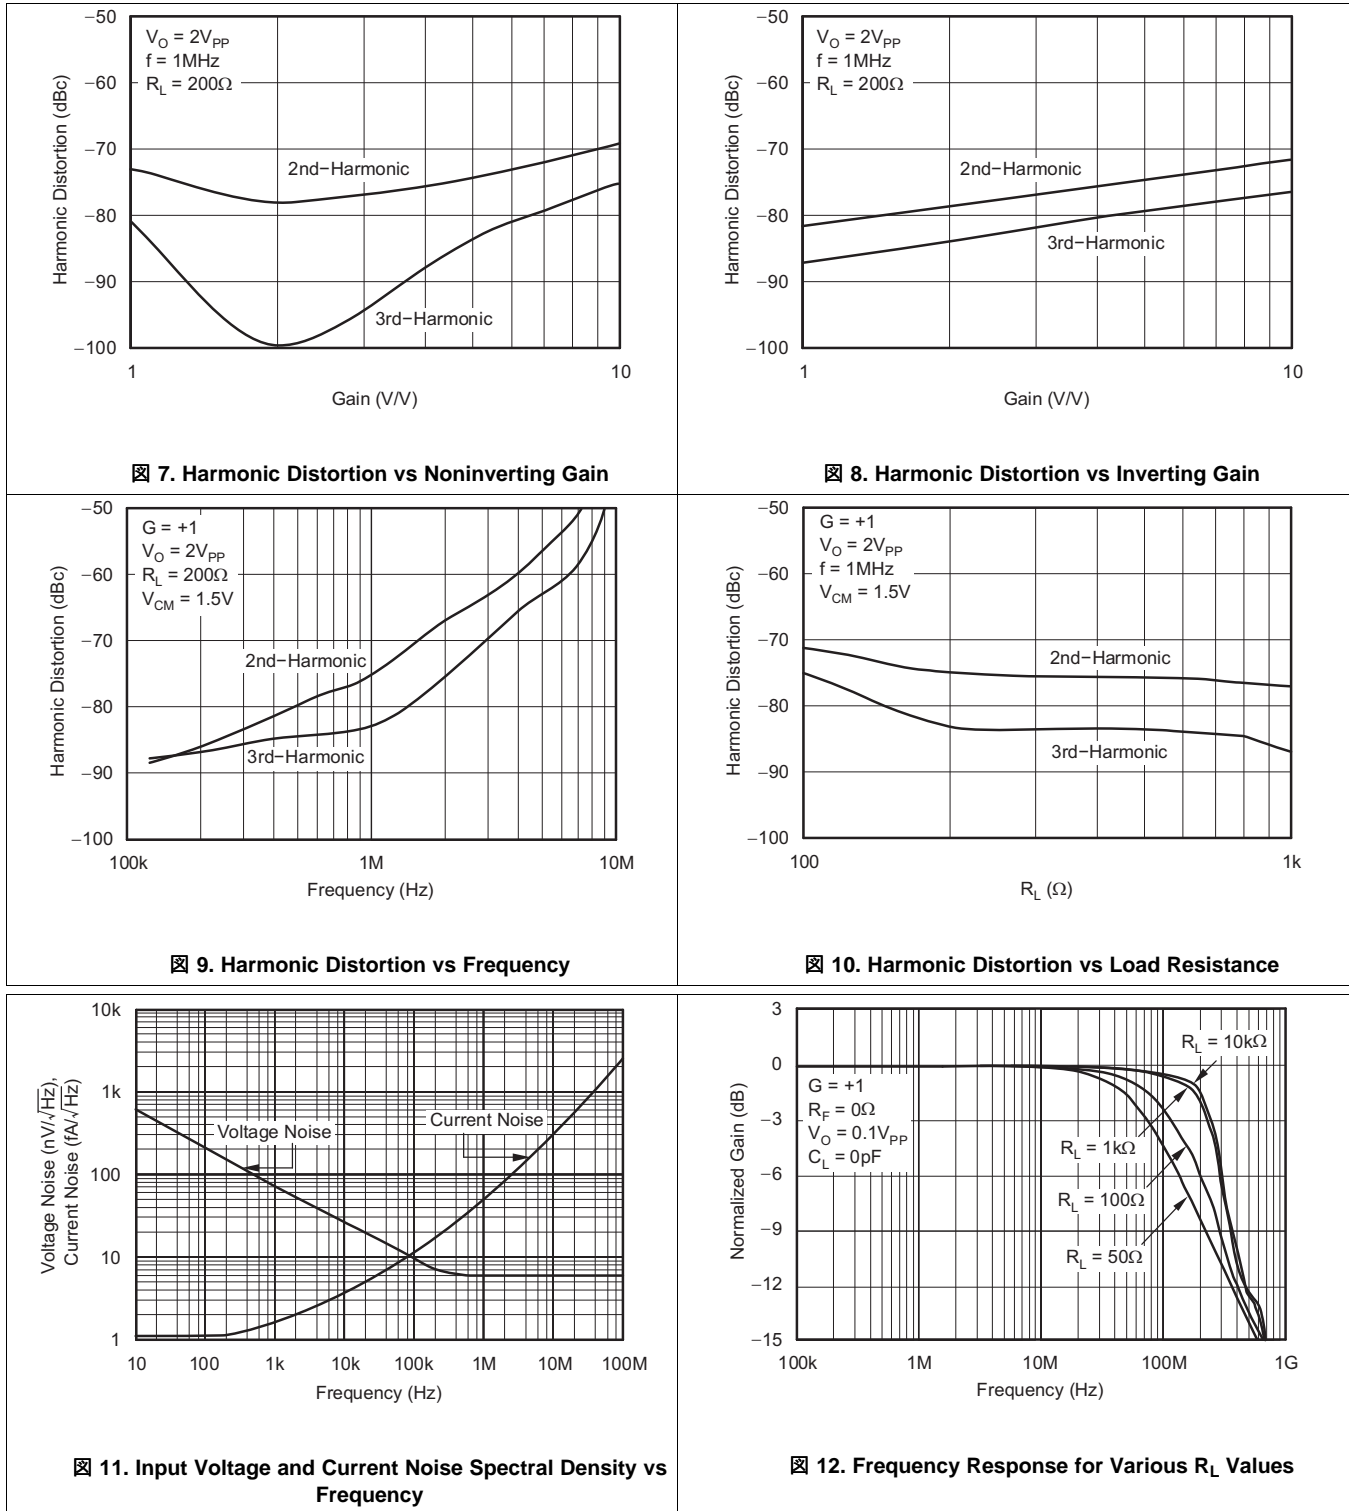 −50
−60
−70
−80
−90
−100
Harmonic Distortion (dBc)
V_O = 2V_PP
f = 1MHz
R_L = 200Ω
2nd−Harmonic
3rd−Harmonic
1
10
Gain (V/V)
図 7. Harmonic Distortion vs Noninverting Gain
−50
−60
−70
−80
−90
−100
Harmonic Distortion (dBc)
V_O = 2V_PP
f = 1MHz
R_L = 200Ω
2nd−Harmonic
3rd−Harmonic
1
10
Gain (V/V)
図 8. Harmonic Distortion vs Inverting Gain
−50
−60
−70
−80
−90
−100
Harmonic Distortion (dBc)
G = +1
V_O = 2V_PP
R_L = 200Ω
V_CM = 1.5V
2nd−Harmonic
3rd−Harmonic
100k
1M
10M
Frequency (Hz)
図 9. Harmonic Distortion vs Frequency
−50
−60
−70
−80
−90
−100
Harmonic Distortion (dBc)
G = +1
V_O = 2V_PP
f = 1MHz
V_CM = 1.5V
2nd−Harmonic
3rd−Harmonic
100
1k
R_L (Ω)
図 10. Harmonic Distortion vs Load Resistance
10k
1k
100
10
1
Voltage Noise (nV/√Hz),
Current Noise (fA/√Hz)
Voltage Noise
Current Noise
10
100
1k
10k
100k
1M
10M
100M
Frequency (Hz)
図 11. Input Voltage and Current Noise Spectral Density vs
Frequency
3
0
−3
−6
−9
−12
−15
Normalized Gain (dB)
G = +1
R_F = 0Ω
V_O = 0.1V_PP
C_L = 0pF
R_L = 10kΩ
R_L = 1kΩ
R_L = 100Ω
R_L = 50Ω
100k
1M
10M
100M
1G
Frequency (Hz)
図 12. Frequency Response for Various R_L Values